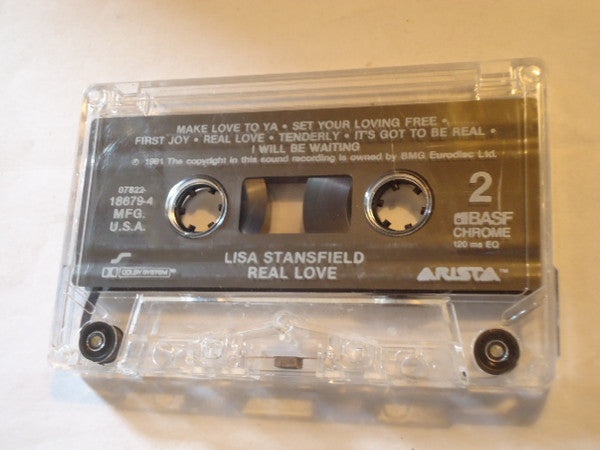 MAKE LOVE TO YA • SET YOUR LOVING FREE •
FIRST JOY • REAL LOVE • TENDERLY • IT'S GOT TO BE REAL •
I WILL BE WAITING
© 1991 The copyright in this sound recording is owned by BMG Eurodisc Ltd.
07822-
18679-4
MFG.
U.S.A.
2
BASF
CHROME
120 ms EQ
S
DOLBY SYSTEM
LISA STANSFIELD
REAL LOVE
ARISTA™